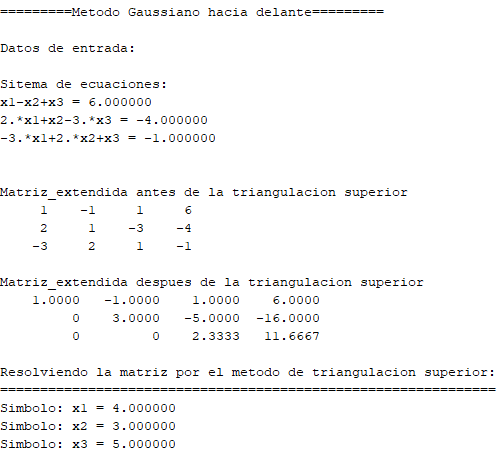 =========Metodo Gaussiano hacia delante=========
Datos de entrada:
Sitema de ecuaciones:
x1-x2+x3 = 6.000000
2.*x1+x2-3.*x3 = -4.000000
-3.*x1+2.*x2+x3 = -1.000000
Matriz_extendida antes de la triangulacion superior
1 -1 1 6
2 1 -3 -4
-3 2 1 -1
Matriz_extendida despues de la triangulacion superior
1.0000 -1.0000 1.0000 6.0000
0 3.0000 -5.0000 -16.0000
0 0 2.3333 11.6667
Resolviendo la matriz por el metodo de triangulacion superior:
==============================================================
Simbolo: x1 = 4.000000
Simbolo: x2 = 3.000000
Simbolo: x3 = 5.000000